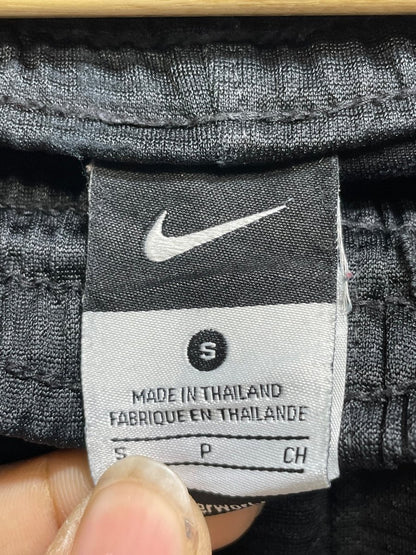 S
MADE IN THAILAND
FABRIQUE EN THAILANDE
S P CH